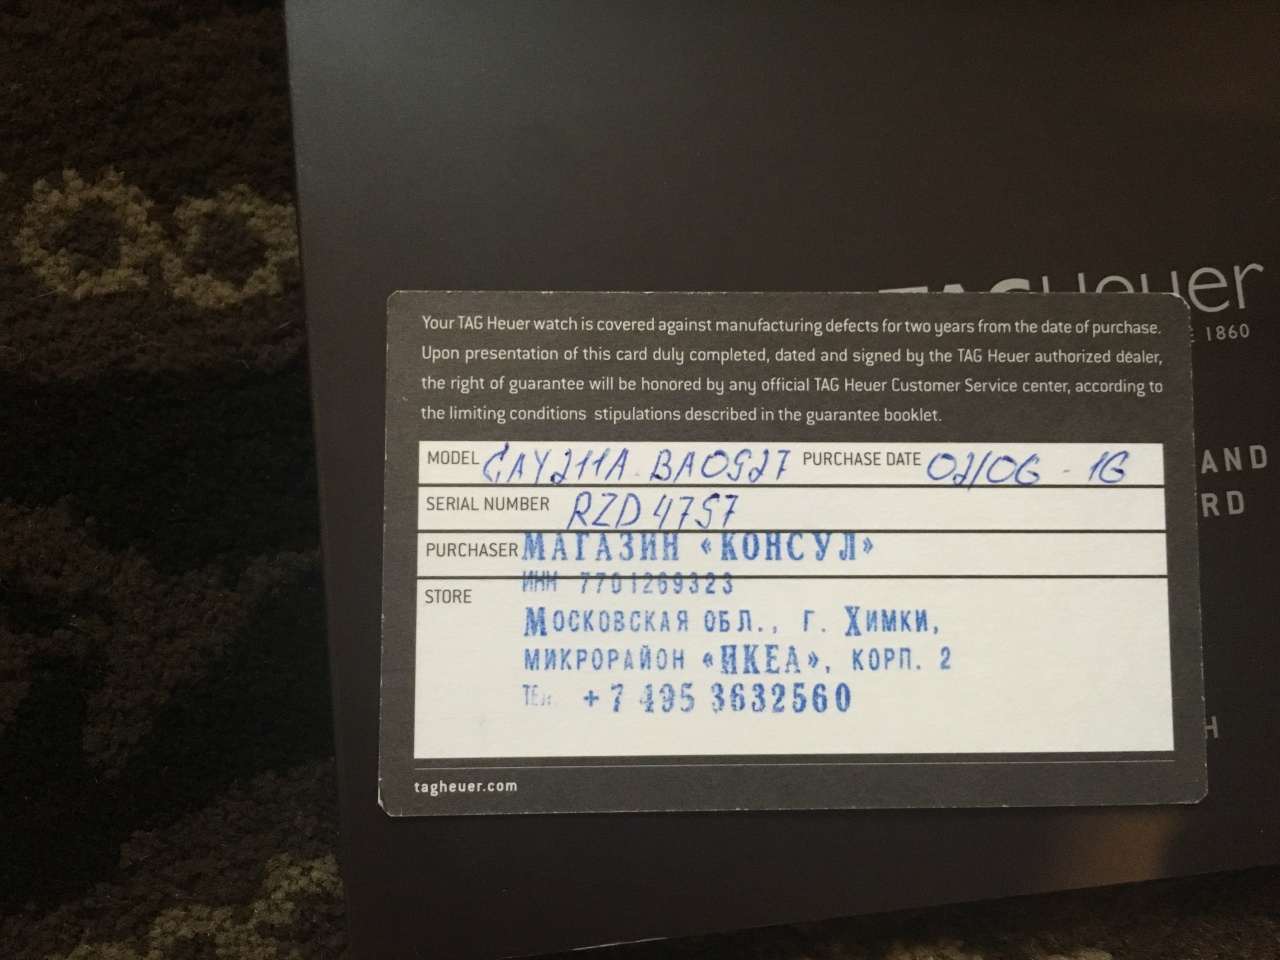 TAGHeuer
1860
Your TAG Heuer watch is covered against manufacturing defects for two years from the date of purchase.
Upon presentation of this card duly completed, dated and signed by the TAG Heuer authorized dealer,
the right of guarantee will be honored by any official TAG Heuer Customer Service center, according to
the limiting conditions stipulations described in the guarantee booklet.
MODEL CAY211A.BA0927 PURCHASE DATE 02/06-16
SERIAL NUMBER RZD4757
PURCHASER МАГАЗИН «КОНСУЛ»
ИНН 7701269323
STORE
МОСКОВСКАЯ ОБЛ., Г. ХИМКИ,
МИКРОРАЙОН «ИКЕА», КОРП. 2
ТЕЛ. +7 495 3632560
tagheuer.com
AND
RD
H